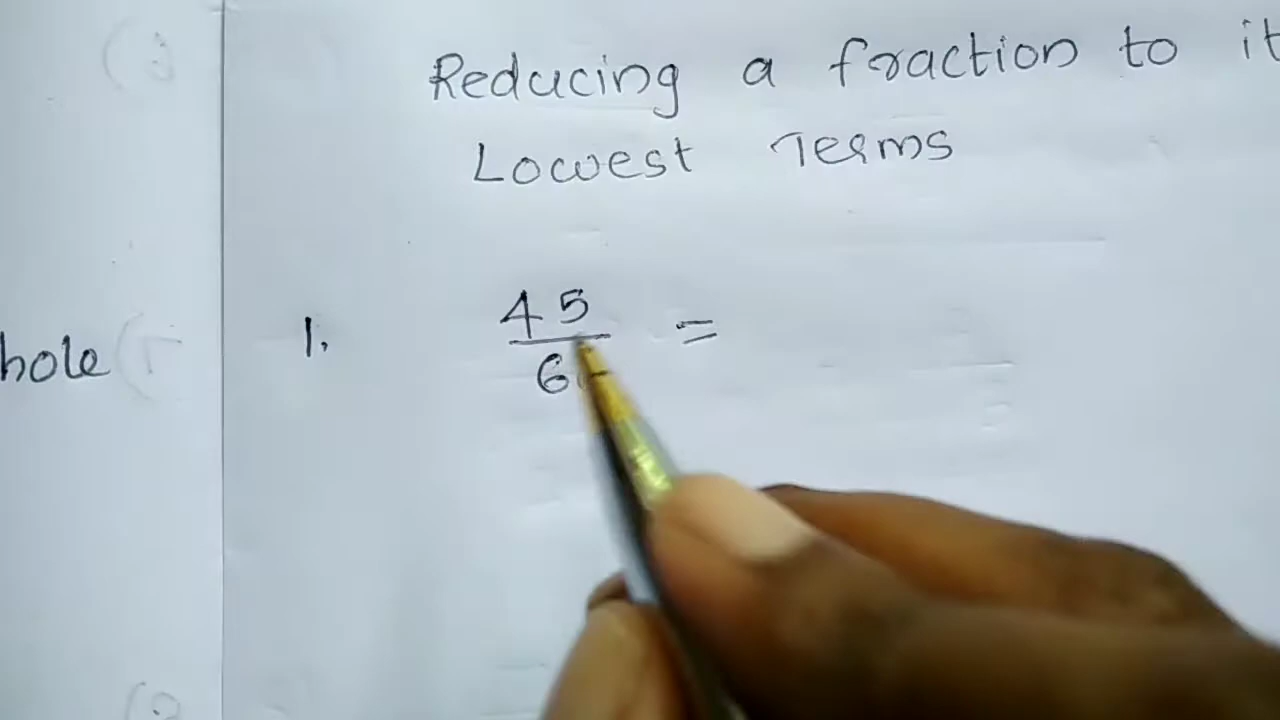 Reducing a fraction to it
Lowest Terms
hole
1.
45
=
6